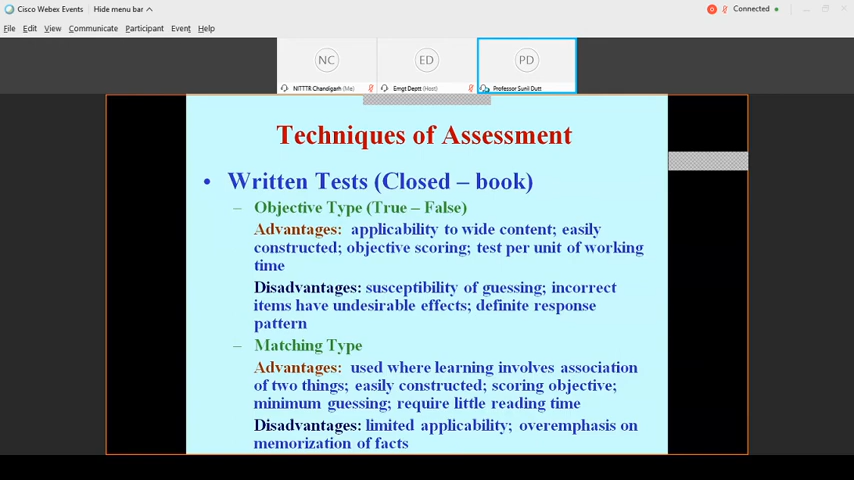 Cisco Webex Events Hide menu bar Connected
File Edit View Communicate Participant Event Help
NC ED PD
NITTTR Chandigarh (Me) Emgt Deptt (Host) Professor Sunil Dutt
Techniques of Assessment
• Written Tests (Closed – book)
– Objective Type (True – False)
Advantages: applicability to wide content; easily
constructed; objective scoring; test per unit of working
time
Disadvantages: susceptibility of guessing; incorrect
items have undesirable effects; definite response
pattern
– Matching Type
Advantages: used where learning involves association
of two things; easily constructed; scoring objective;
minimum guessing; require little reading time
Disadvantages: limited applicability; overemphasis on
memorization of facts